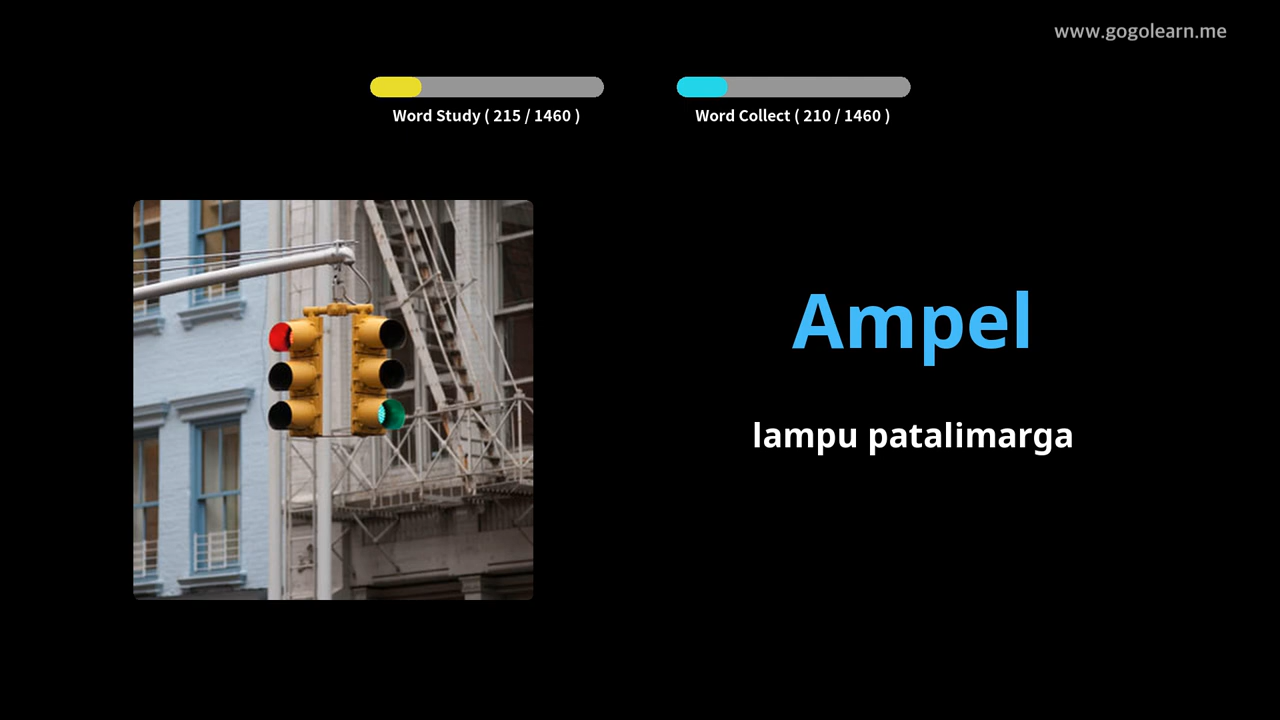 www.gogolearn.me
Word Study ( 215 / 1460 )
Word Collect ( 210 / 1460 )
Ampel
lampu patalimarga